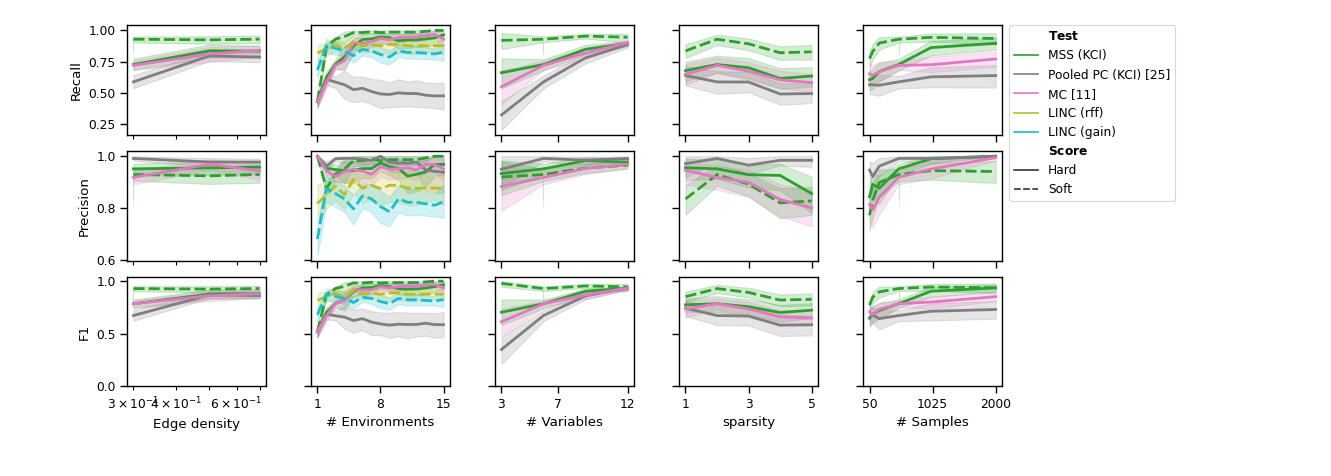 1.00
0.75
0.50
0.25
Recall
1.0
0.8
0.6
Precision
1.0
0.5
0.0
F1
3 × 10⁻¹ 4 × 10⁻¹ 6 × 10⁻¹
Edge density
1 8 15
# Environments
3 7 12
# Variables
1 3 5
sparsity
50 1025 2000
# Samples
Test
MSS (KCI)
Pooled PC (KCI) [25]
MC [11]
LINC (rff)
LINC (gain)
Score
Hard
Soft